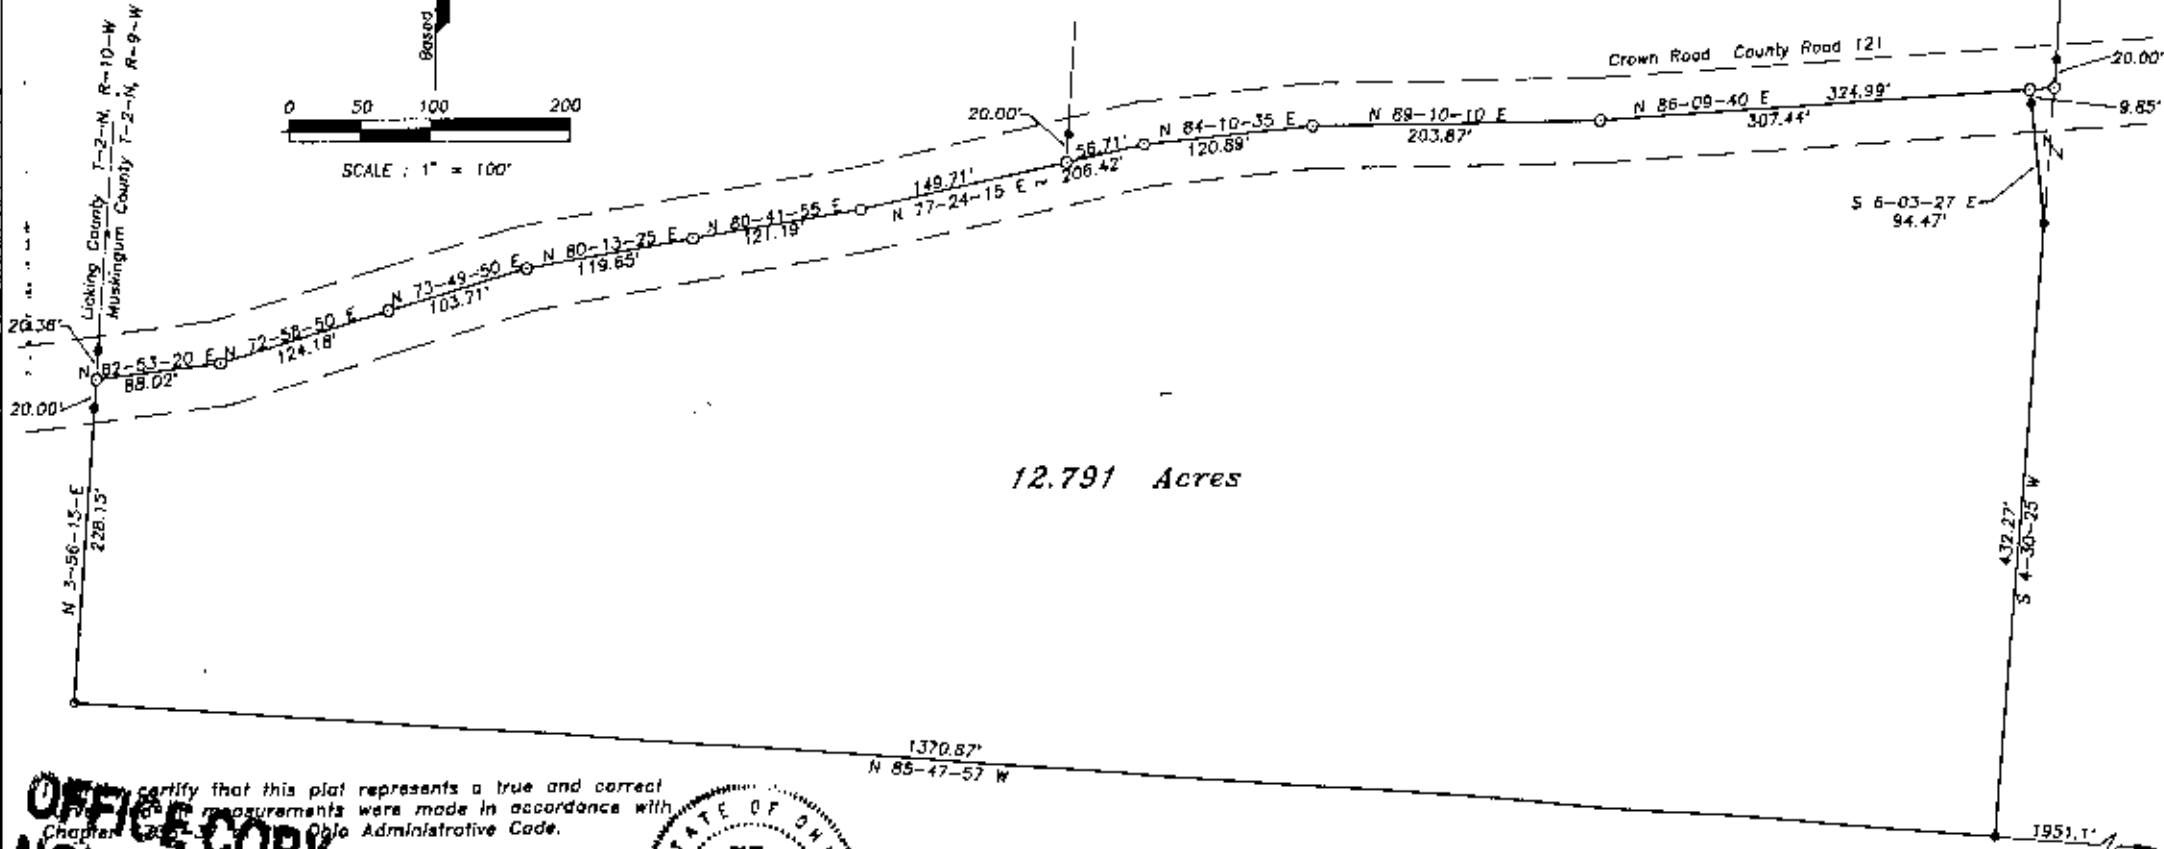 Licking County T-2-N, R-10-W
Muskingum County T-2-N, R-9-W
Based
0 50 100 200
SCALE : 1" = 100'
Crown Road County Road 121
20.00'
9.85'
324.99'
N 86-09-40 E
307.44'
N 89-10-10 E
203.87'
N 84-10-35 E
120.89'
20.00'
56.71'
149.71'
N 77-24-15 E ~ 206.42'
N 80-41-55 E
121.19'
N 80-13-25 E
119.65'
N 73-49-50 E
103.71'
N 72-58-50 E
124.18'
N 82-53-20 E
88.02'
20.38'
20.00'
S 6-03-27 E
94.47'
12.791 Acres
N 3-56-13-E
228.15'
432.27'
S 4-30-25 W
1370.87'
N 85-47-57 W
1951.1'
certify that this plat represents a true and correct
measurements were made in accordance with
Chapter Ohio Administrative Code.
OFFICE COPY
STATE OF OH